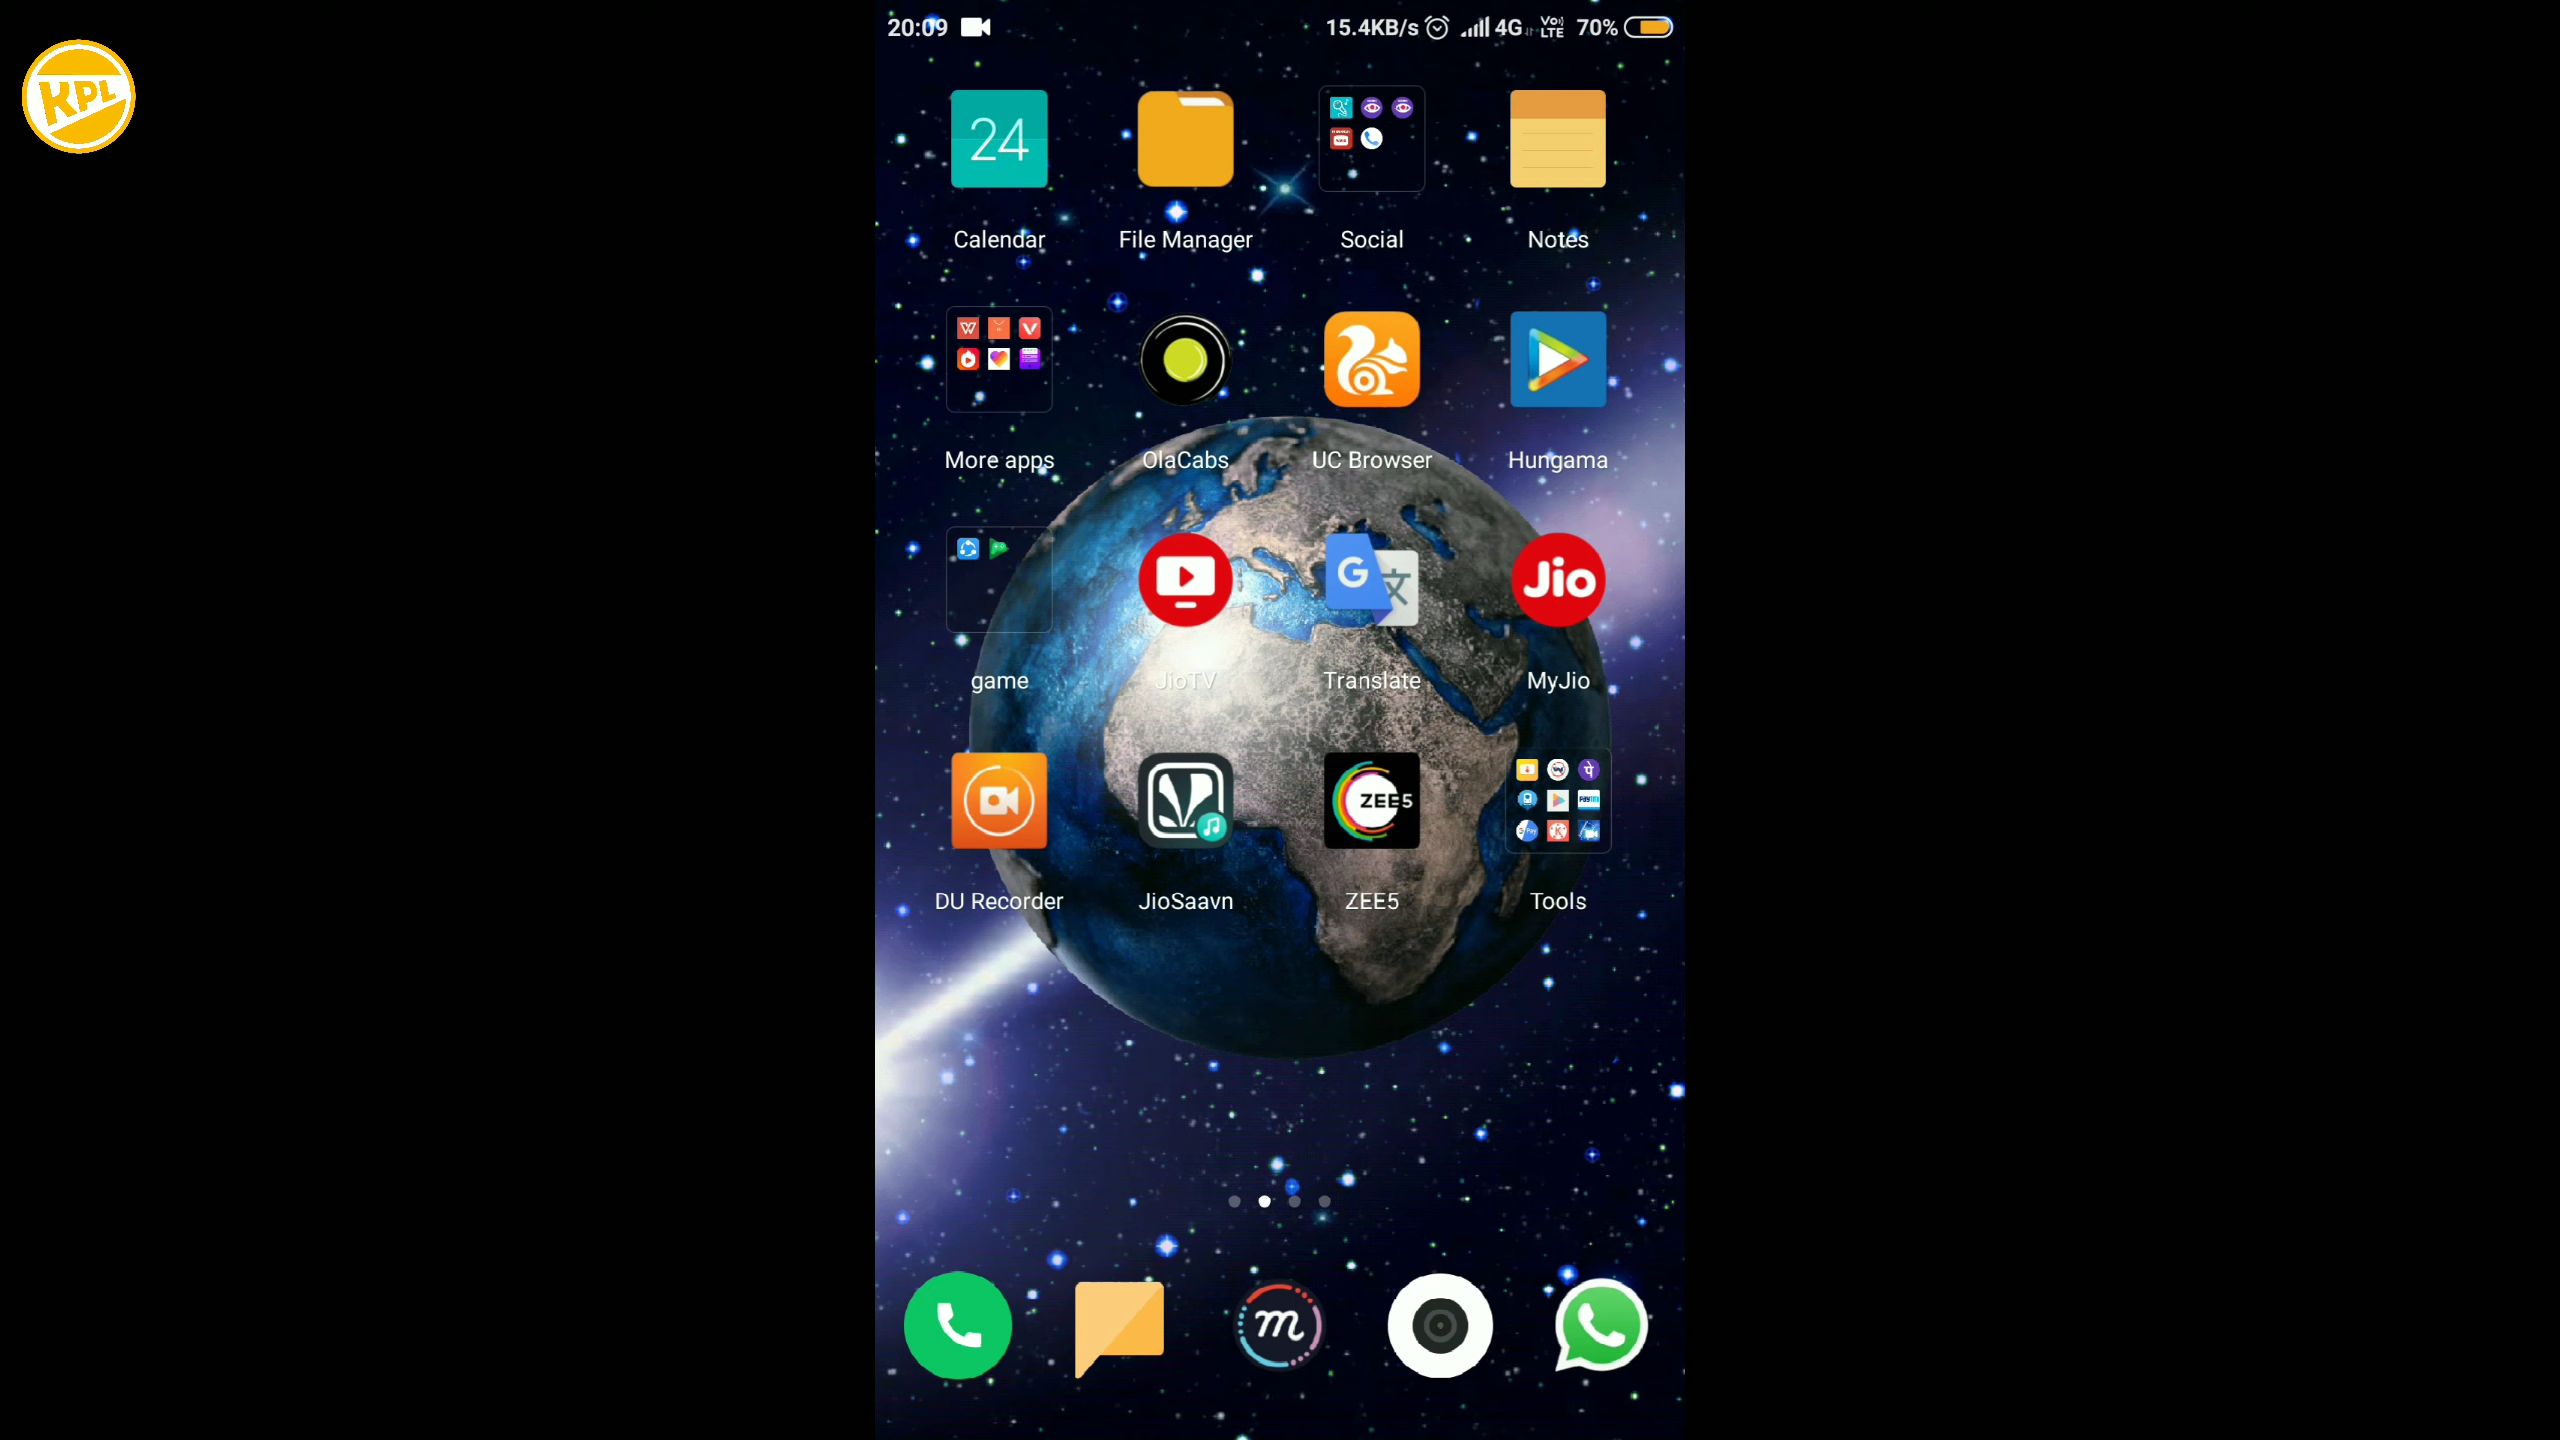 KPL
20:09
15.4KB/s 4G Vo)) LTE 70%
24
Calendar File Manager Social Notes
More apps OlaCabs UC Browser Hungama
G 文
Jio
game JioTV Translate MyJio
ZEE5
DU Recorder JioSaavn ZEE5 Tools
m